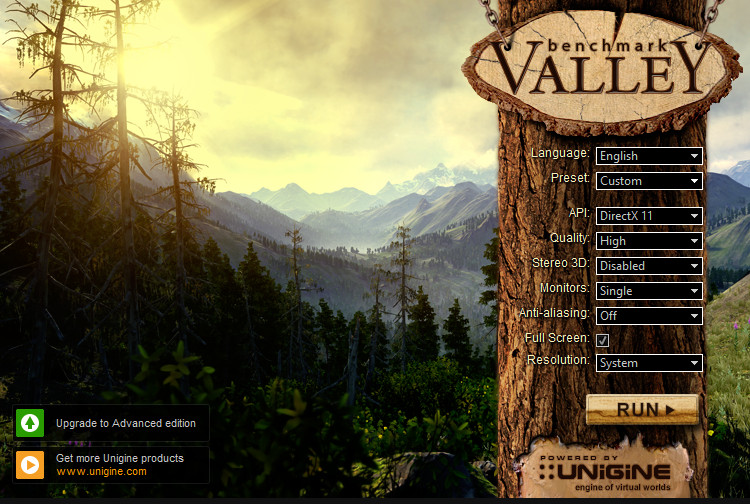 benchmark
VALLEY
Language: English
Preset: Custom
API: DirectX 11
Quality: High
Stereo 3D: Disabled
Monitors: Single
Anti-aliasing: Off
Full Screen:
Resolution: System
RUN
Upgrade to Advanced edition
Get more Unigine products
www.unigine.com
POWERED BY
UNIGINE
engine of virtual worlds